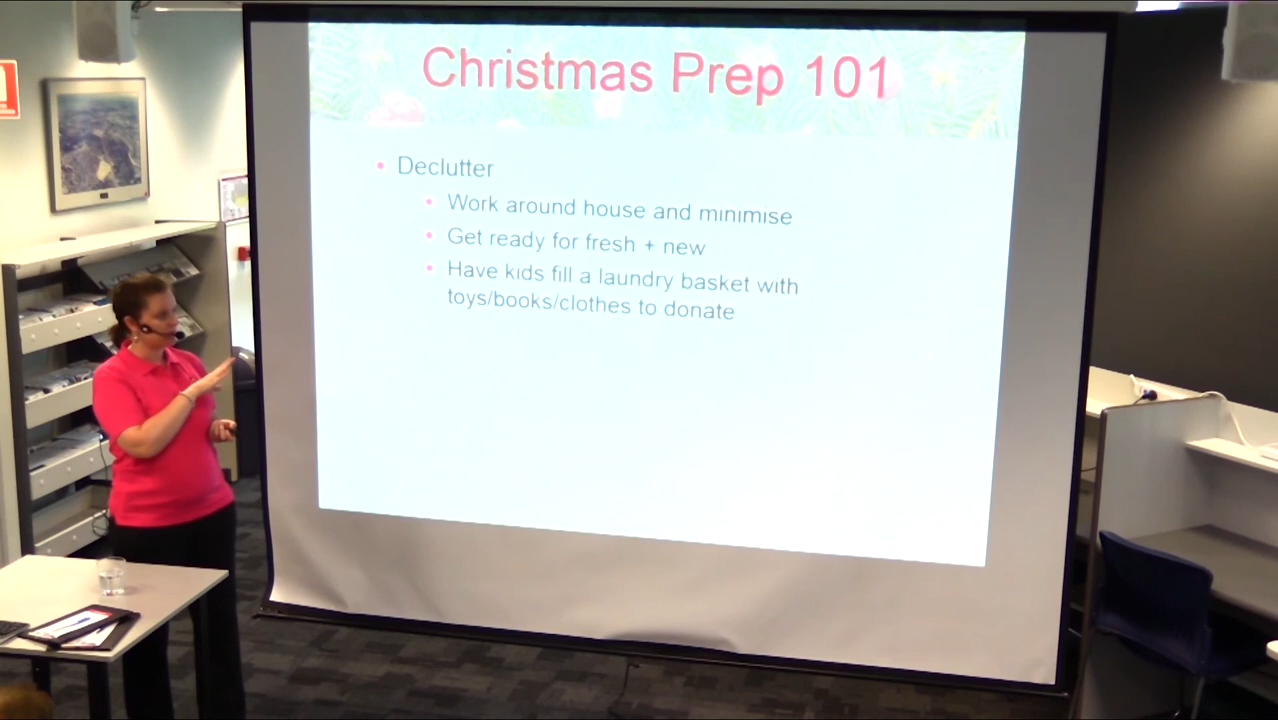 Christmas Prep 101
Declutter
Work around house and minimise
Get ready for fresh + new
Have kids fill a laundry basket with
toys/books/clothes to donate